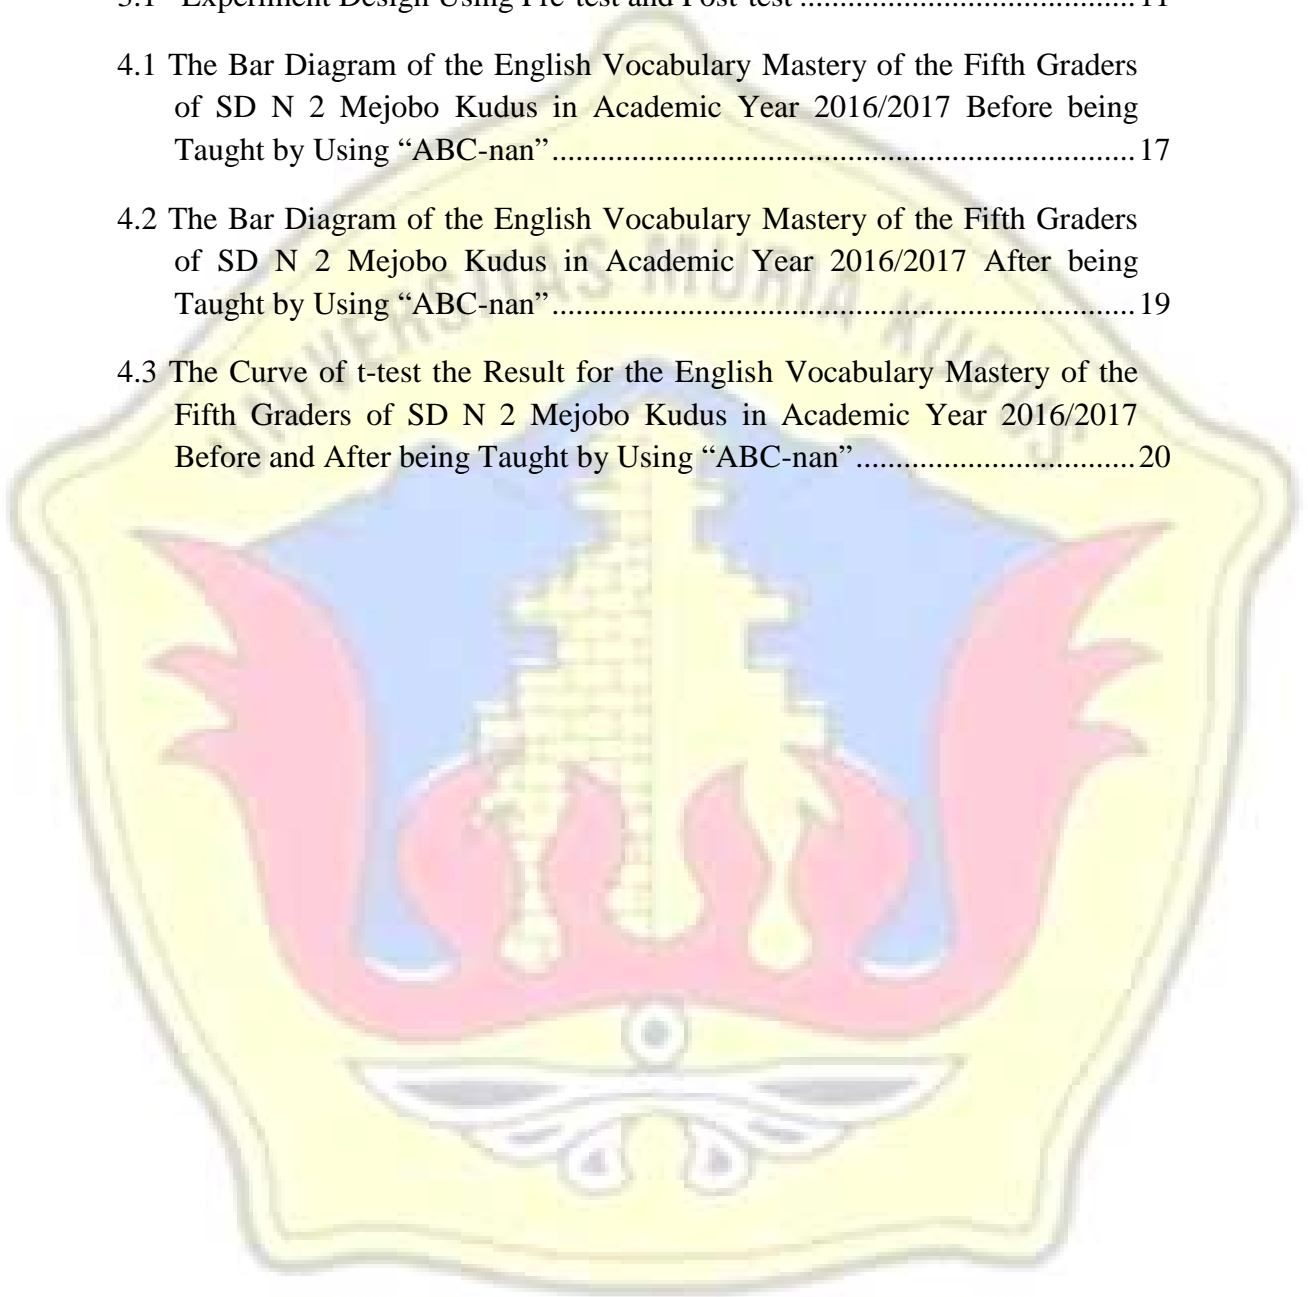 3.1 Experiment Design Using Pre-test and Post-test .......................................... 11
4.1 The Bar Diagram of the English Vocabulary Mastery of the Fifth Graders
of SD N 2 Mejobo Kudus in Academic Year 2016/2017 Before being
Taught by Using “ABC-nan” .......................................................................... 17
4.2 The Bar Diagram of the English Vocabulary Mastery of the Fifth Graders
of SD N 2 Mejobo Kudus in Academic Year 2016/2017 After being
Taught by Using “ABC-nan” .......................................................................... 19
4.3 The Curve of t-test the Result for the English Vocabulary Mastery of the
Fifth Graders of SD N 2 Mejobo Kudus in Academic Year 2016/2017
Before and After being Taught by Using “ABC-nan” ................................... 20
UNIVERSITAS MURIA KUDUS